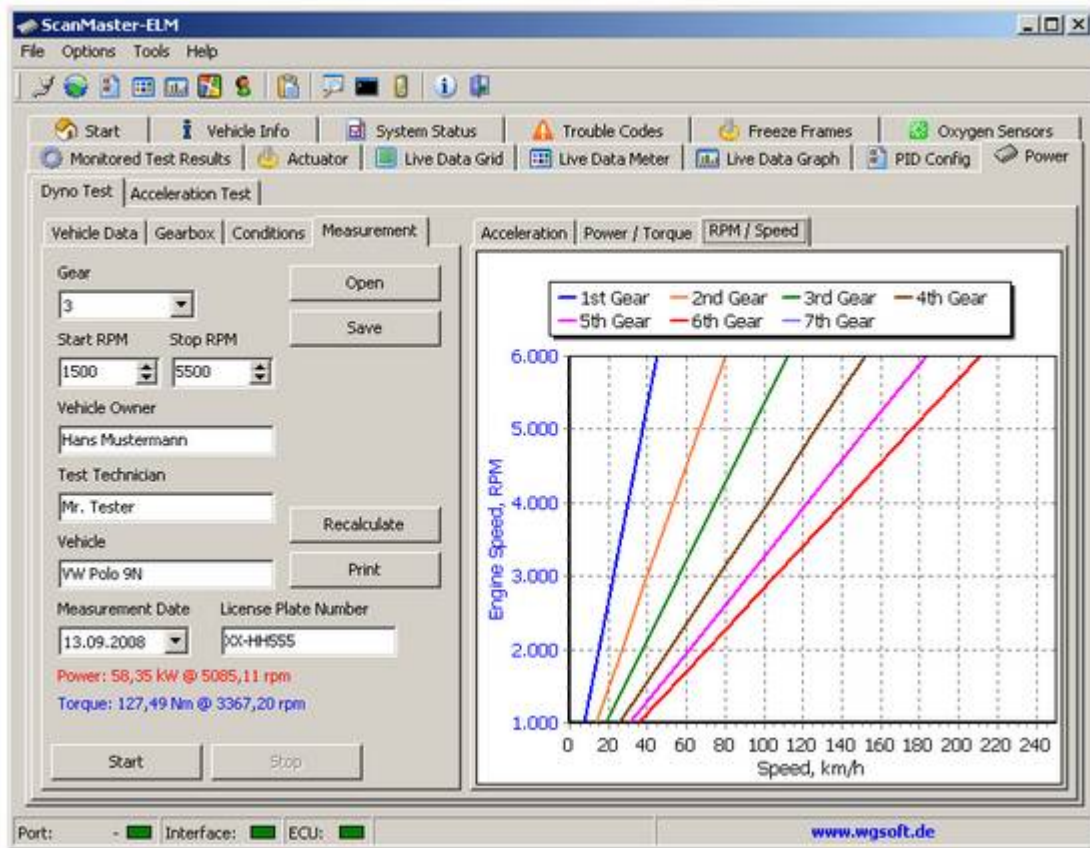 ScanMaster-ELM
File Options Tools Help
Start Vehicle Info System Status Trouble Codes Freeze Frames Oxygen Sensors
Monitored Test Results Actuator Live Data Grid Live Data Meter Live Data Graph PID Config Power
Dyno Test Acceleration Test
Vehicle Data Gearbox Conditions Measurement
Gear
3
Open
Start RPM Stop RPM
Save
1500 5500
Vehicle Owner
Hans Mustermann
Test Technician
Mr. Tester
Recalculate
Vehicle
VW Polo 9N
Print
Measurement Date License Plate Number
13.09.2008 XX-HH555
Power: 58,35 kW @ 5085,11 rpm
Torque: 127,49 Nm @ 3367,20 rpm
Start Stop
Acceleration Power / Torque RPM / Speed
1st Gear 2nd Gear 3rd Gear 4th Gear
5th Gear 6th Gear 7th Gear
Engine Speed, RPM
6.000
5.000
4.000
3.000
2.000
1.000
0 20 40 60 80 100 120 140 160 180 200 220 240
Speed, km/h
Port: - Interface: ECU: www.wgsoft.de